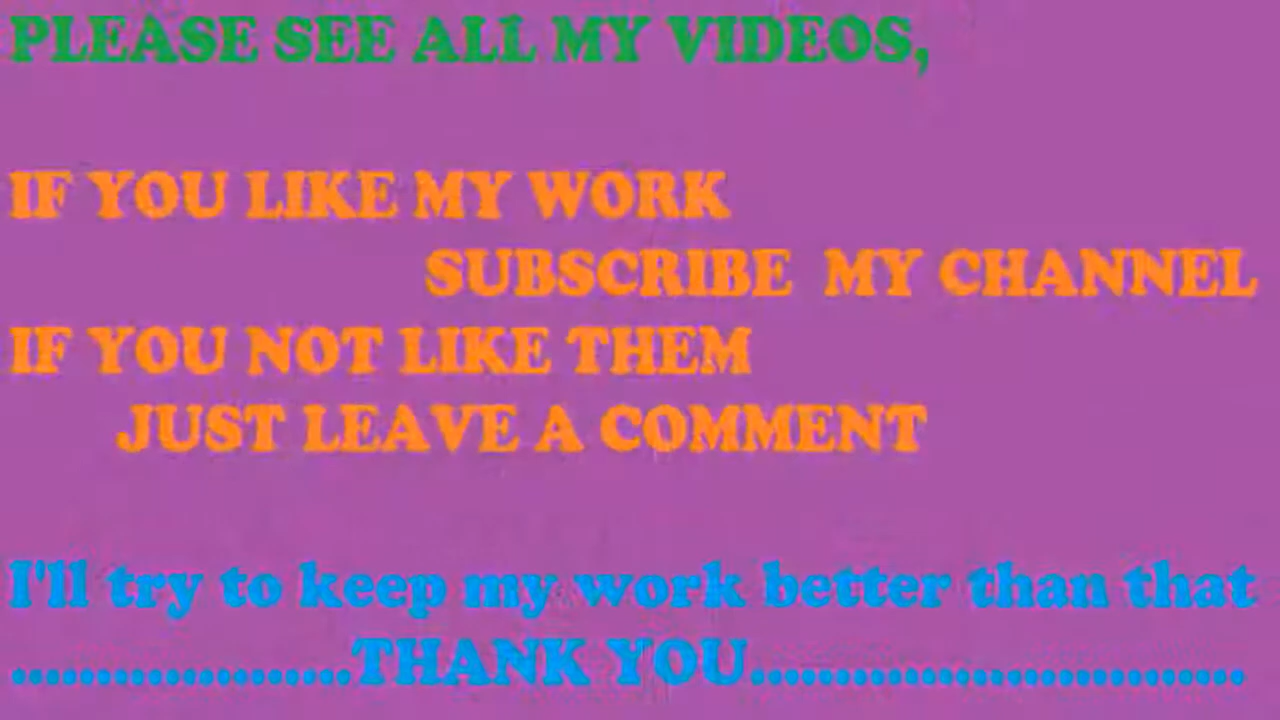 PLEASE SEE ALL MY VIDEOS,
IF YOU LIKE MY WORK
SUBSCRIBE MY CHANNEL
IF YOU NOT LIKE THEM
JUST LEAVE A COMMENT
I'll try to keep my work better than that
....................THANK YOU.............................